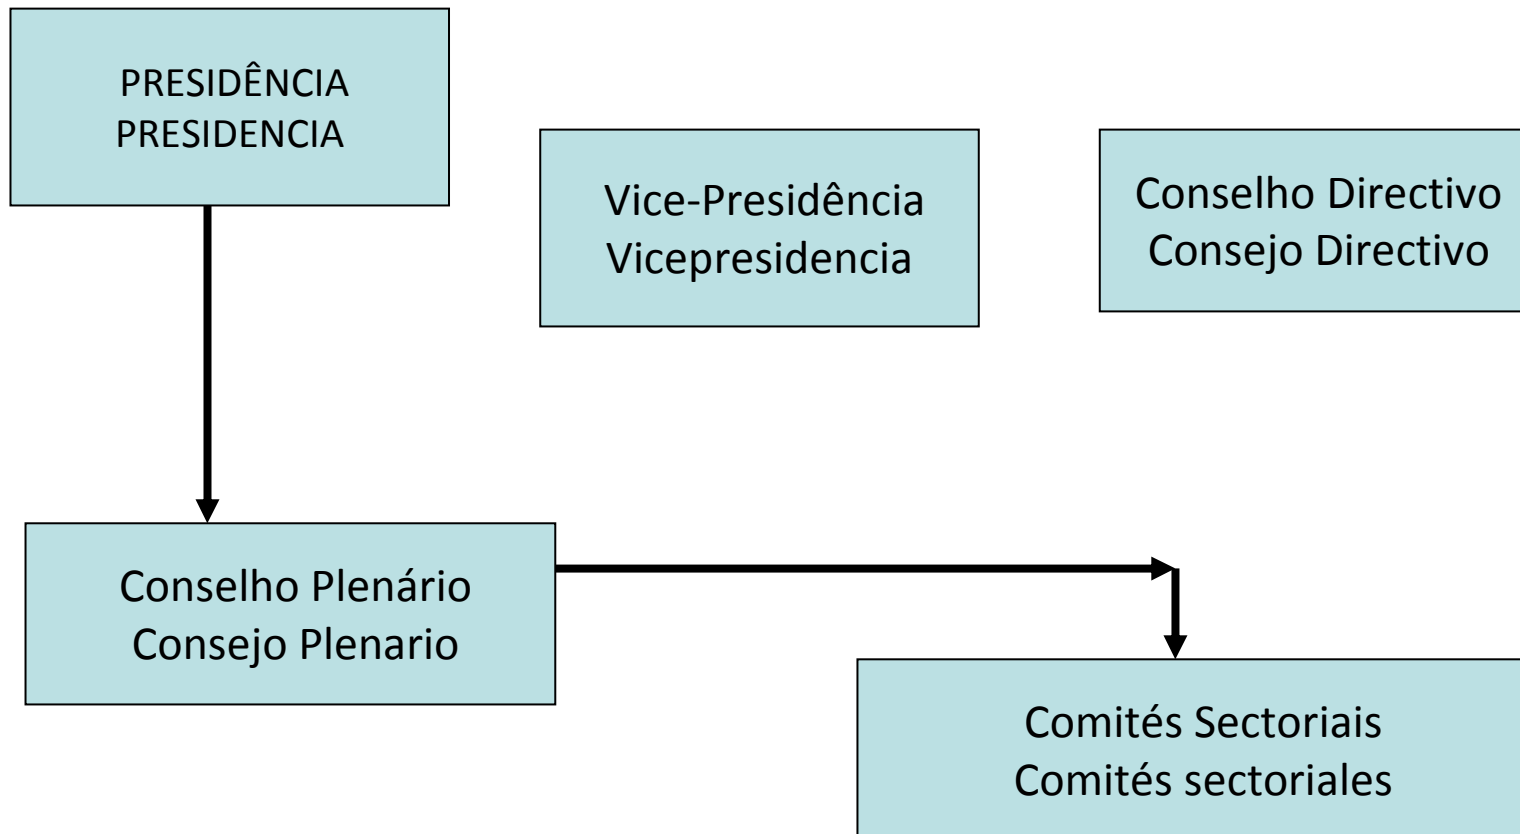 PRESIDÊNCIA
PRESIDENCIA
Vice-Presidência
Vicepresidencia
Conselho Directivo
Consejo Directivo
Conselho Plenário
Consejo Plenario
Comités Sectoriais
Comités sectoriales